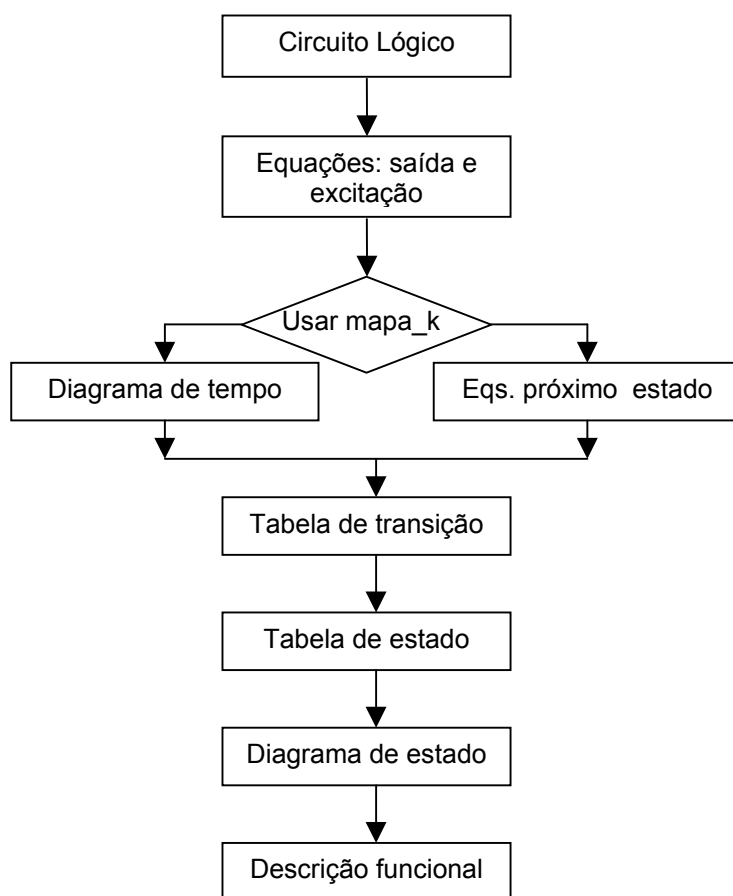 Circuito Lógico
Equações: saída e
excitação
Usar mapa_k
Diagrama de tempo
Eqs. próximo estado
Tabela de transição
Tabela de estado
Diagrama de estado
Descrição funcional